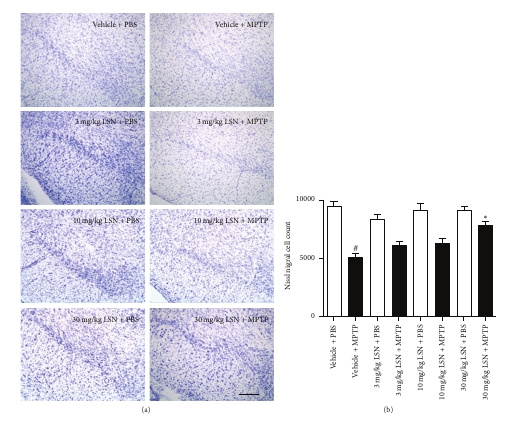 Vehicle + PBS
Vehicle + MPTP
3 mg/kg LSN + PBS
3 mg/kg LSN + MPTP
10 mg/kg LSN + PBS
10 mg/kg LSN + MPTP
30 mg/kg LSN + PBS
30 mg/kg LSN + MPTP
(a)
Nissl nigral cell count
10000
5000
0
#
*
Vehicle + PBS
Vehicle + MPTP
3 mg/kg LSN + PBS
3 mg/kg LSN + MPTP
10 mg/kg LSN + PBS
10 mg/kg LSN + MPTP
30 mg/kg LSN + PBS
30 mg/kg LSN + MPTP
(b)